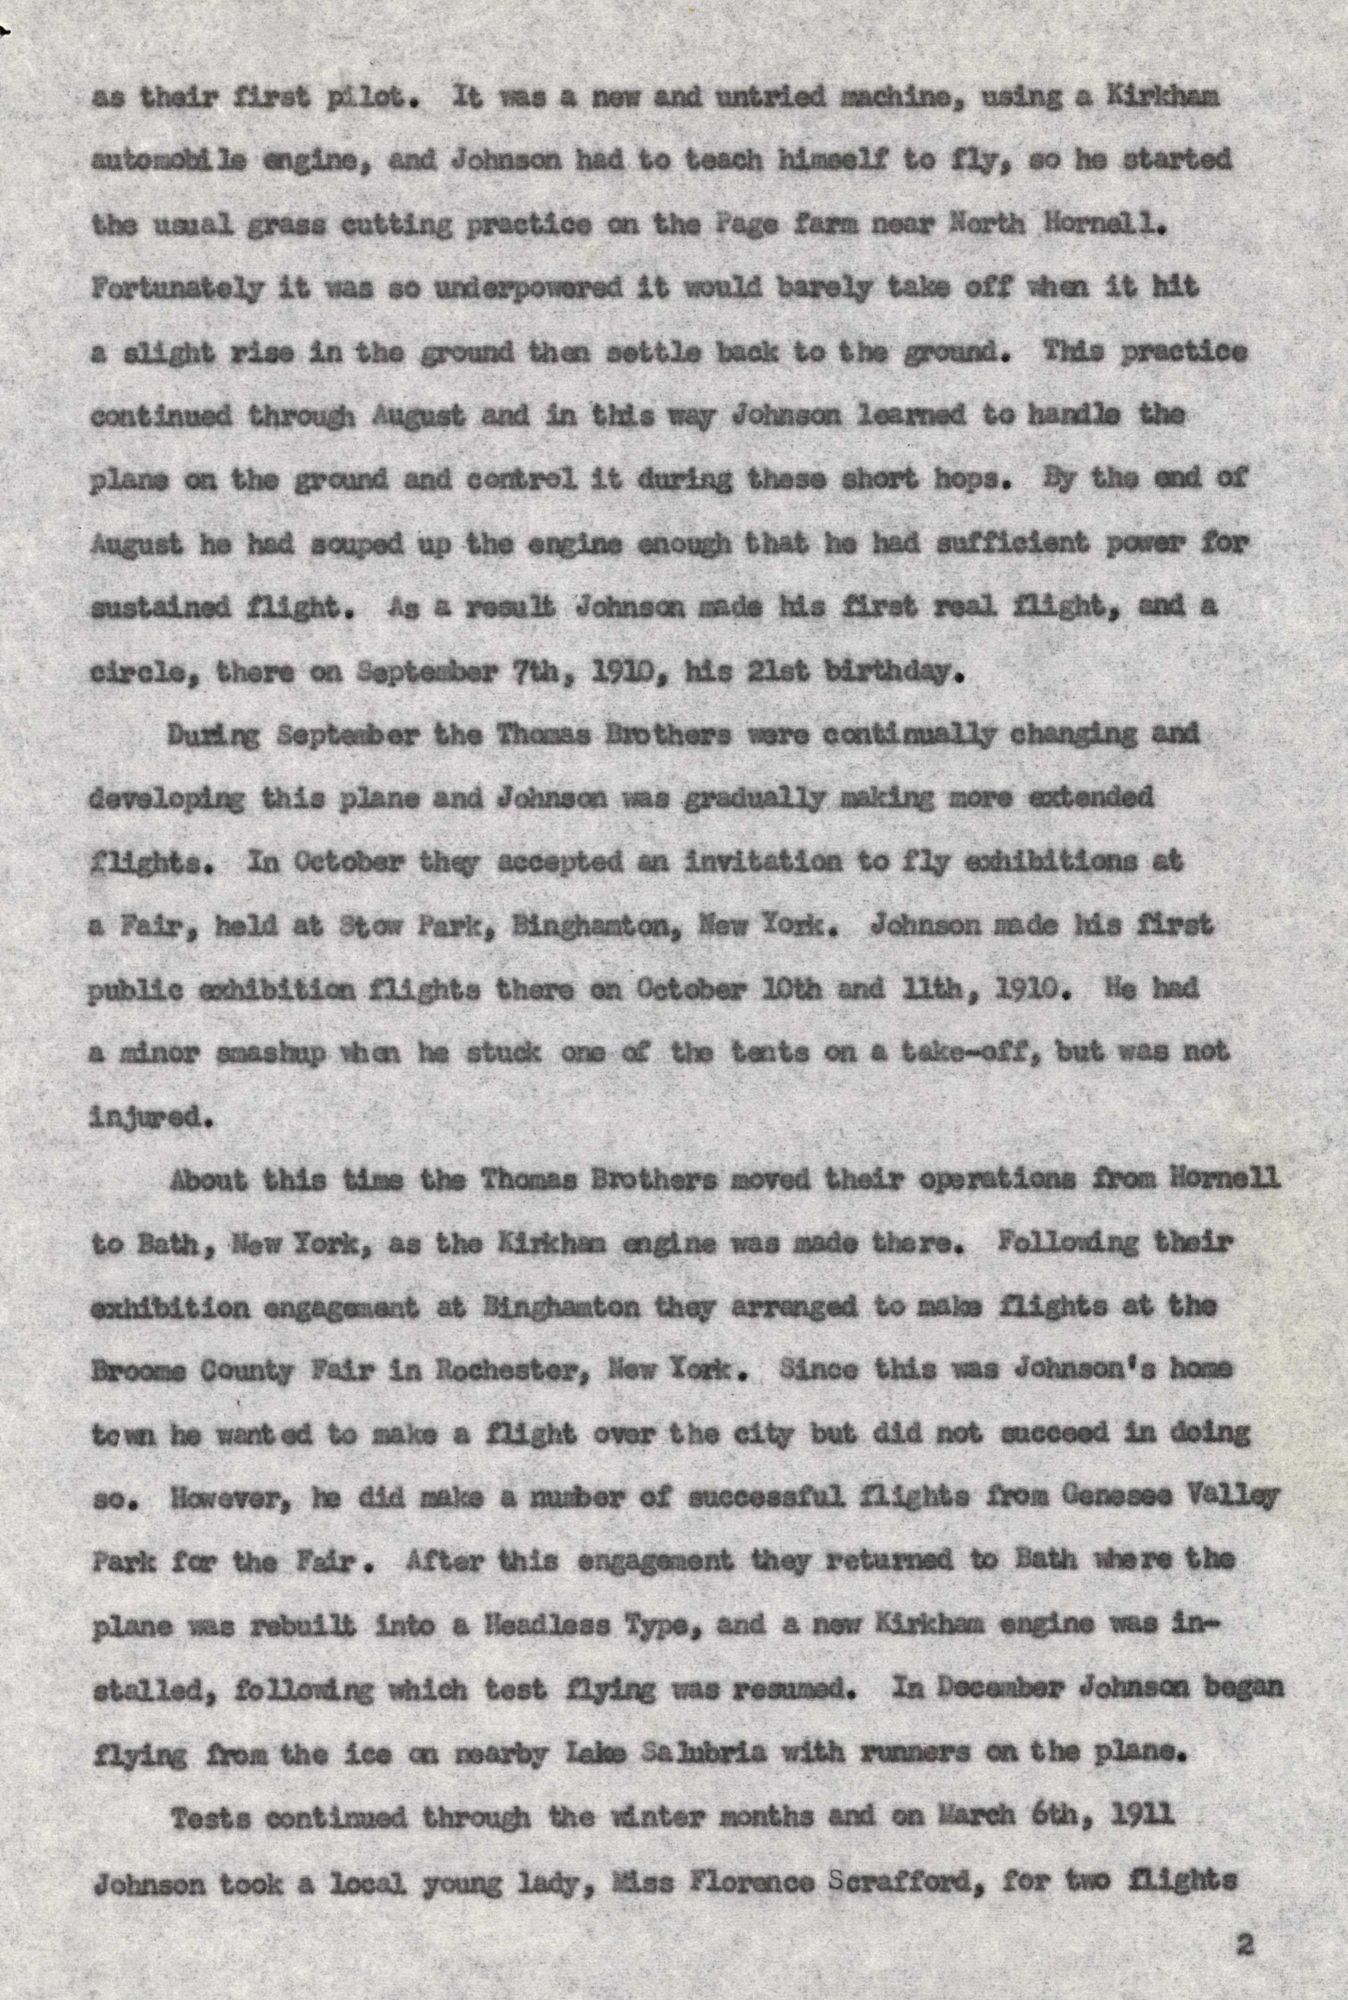 as their first pilot. It was a new and untried machine, using a Kirkham
automobile engine, and Johnson had to teach himself to fly, so he started
the usual grass cutting practice on the Page farm near North Hornell.
Fortunately it was so underpowered it would barely take off when it hit
a slight rise in the ground then settle back to the ground. This practice
continued through August and in this way Johnson learned to handle the
plane on the ground and control it during these short hops. By the end of
August he had souped up the engine enough that he had sufficient power for
sustained flight. As a result Johnson made his first real flight, and a
circle, there on September 7th, 1910, his 21st birthday.
During September the Thomas Brothers were continually changing and
developing this plane and Johnson was gradually making more extended
flights. In October they accepted an invitation to fly exhibitions at
a Fair, held at Stow Park, Binghamton, New York. Johnson made his first
public exhibition flights there on October 10th and 11th, 1910. He had
a minor smashup when he stuck one of the tents on a take-off, but was not
injured.
About this time the Thomas Brothers moved their operations from Hornell
to Bath, New York, as the Kirkham engine was made there. Following their
exhibition engagement at Binghamton they arranged to make flights at the
Broome County Fair in Rochester, New York. Since this was Johnson's home
town he wanted to make a flight over the city but did not succeed in doing
so. However, he did make a number of successful flights from Genesee Valley
Park for the Fair. After this engagement they returned to Bath where the
plane was rebuilt into a Headless Type, and a new Kirkham engine was in-
stalled, following which test flying was resumed. In December Johnson began
flying from the ice on nearby Lake Salubria with runners on the plane.
Tests continued through the winter months and on March 6th, 1911
Johnson took a local young lady, Miss Florence Scrafford, for two flights
2